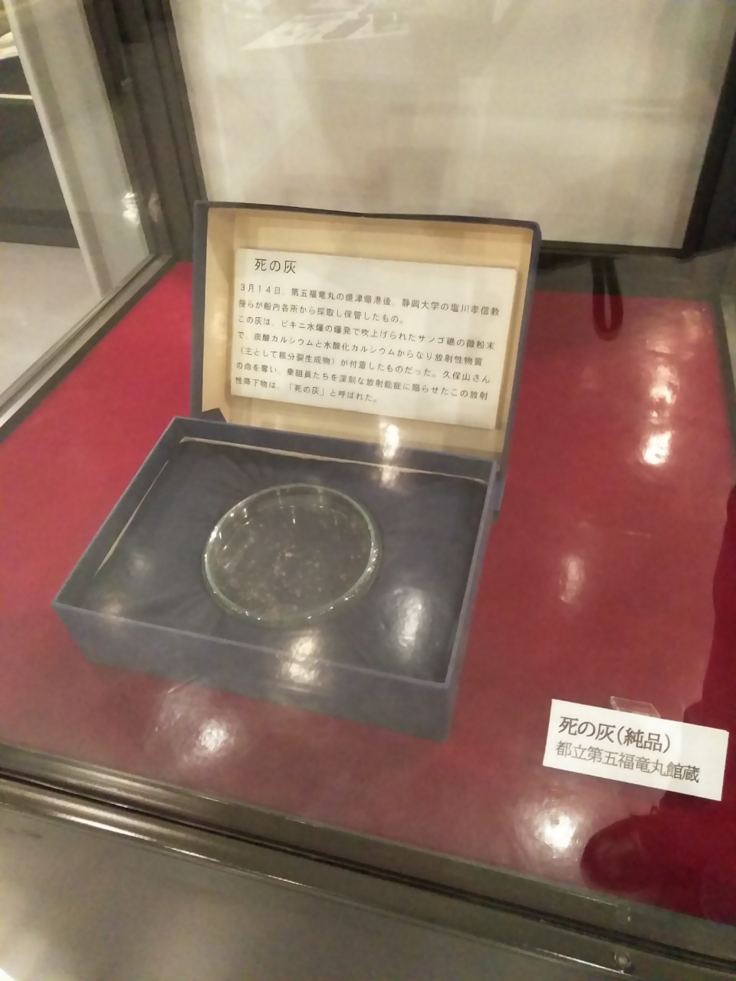 死の灰
3月14日、第五福竜丸の焼津帰港後、静岡大学の塩川孝信教
授らが船内各所から採取し保管したもの。
この灰は、ビキニ水爆の爆発で吹上げられたサンゴ礁の微粉末
で、炭酸カルシウムと水酸化カルシウムからなり放射性物質
（主として核分裂生成物）が付着したものだった。久保山さん
の命を奪い、乗組員たちを深刻な放射能症に陥らせたこの放射
性降下物は、「死の灰」と呼ばれた。
死の灰(純品)
都立第五福竜丸館蔵